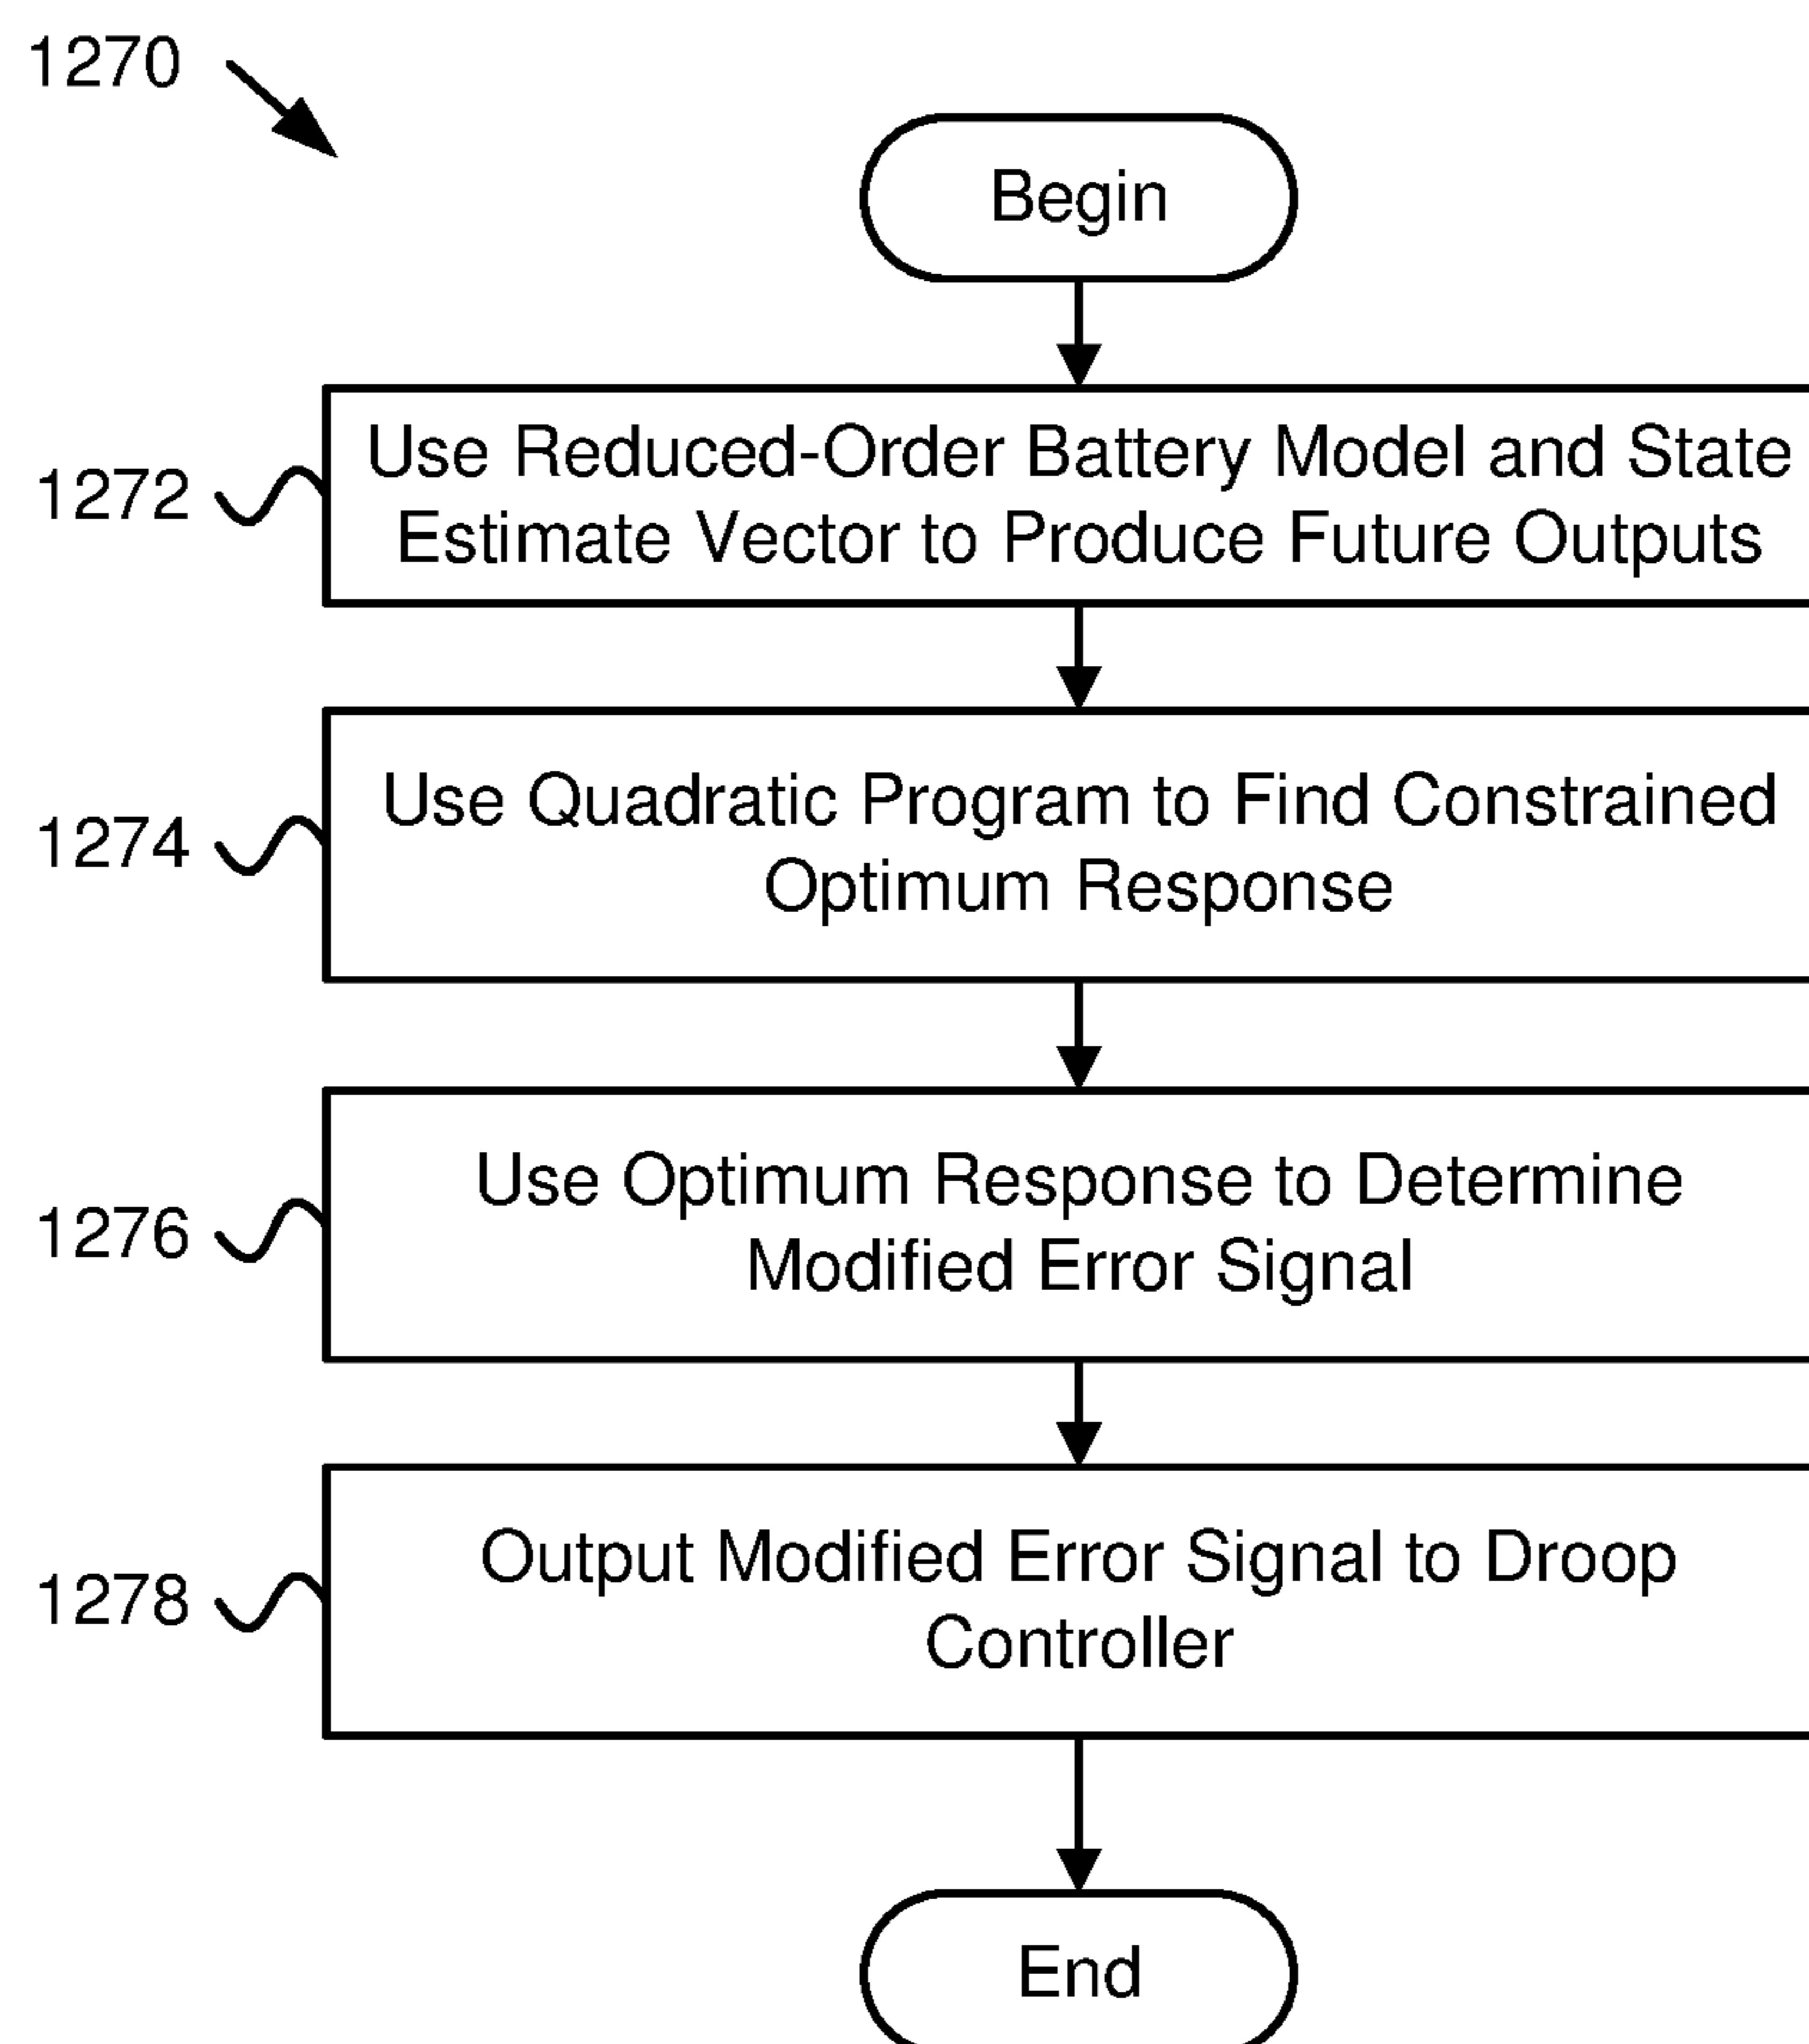 1270
Begin
1272
Use Reduced-Order Battery Model and State
Estimate Vector to Produce Future Outputs
1274
Use Quadratic Program to Find Constrained
Optimum Response
1276
Use Optimum Response to Determine
Modified Error Signal
1278
Output Modified Error Signal to Droop
Controller
End